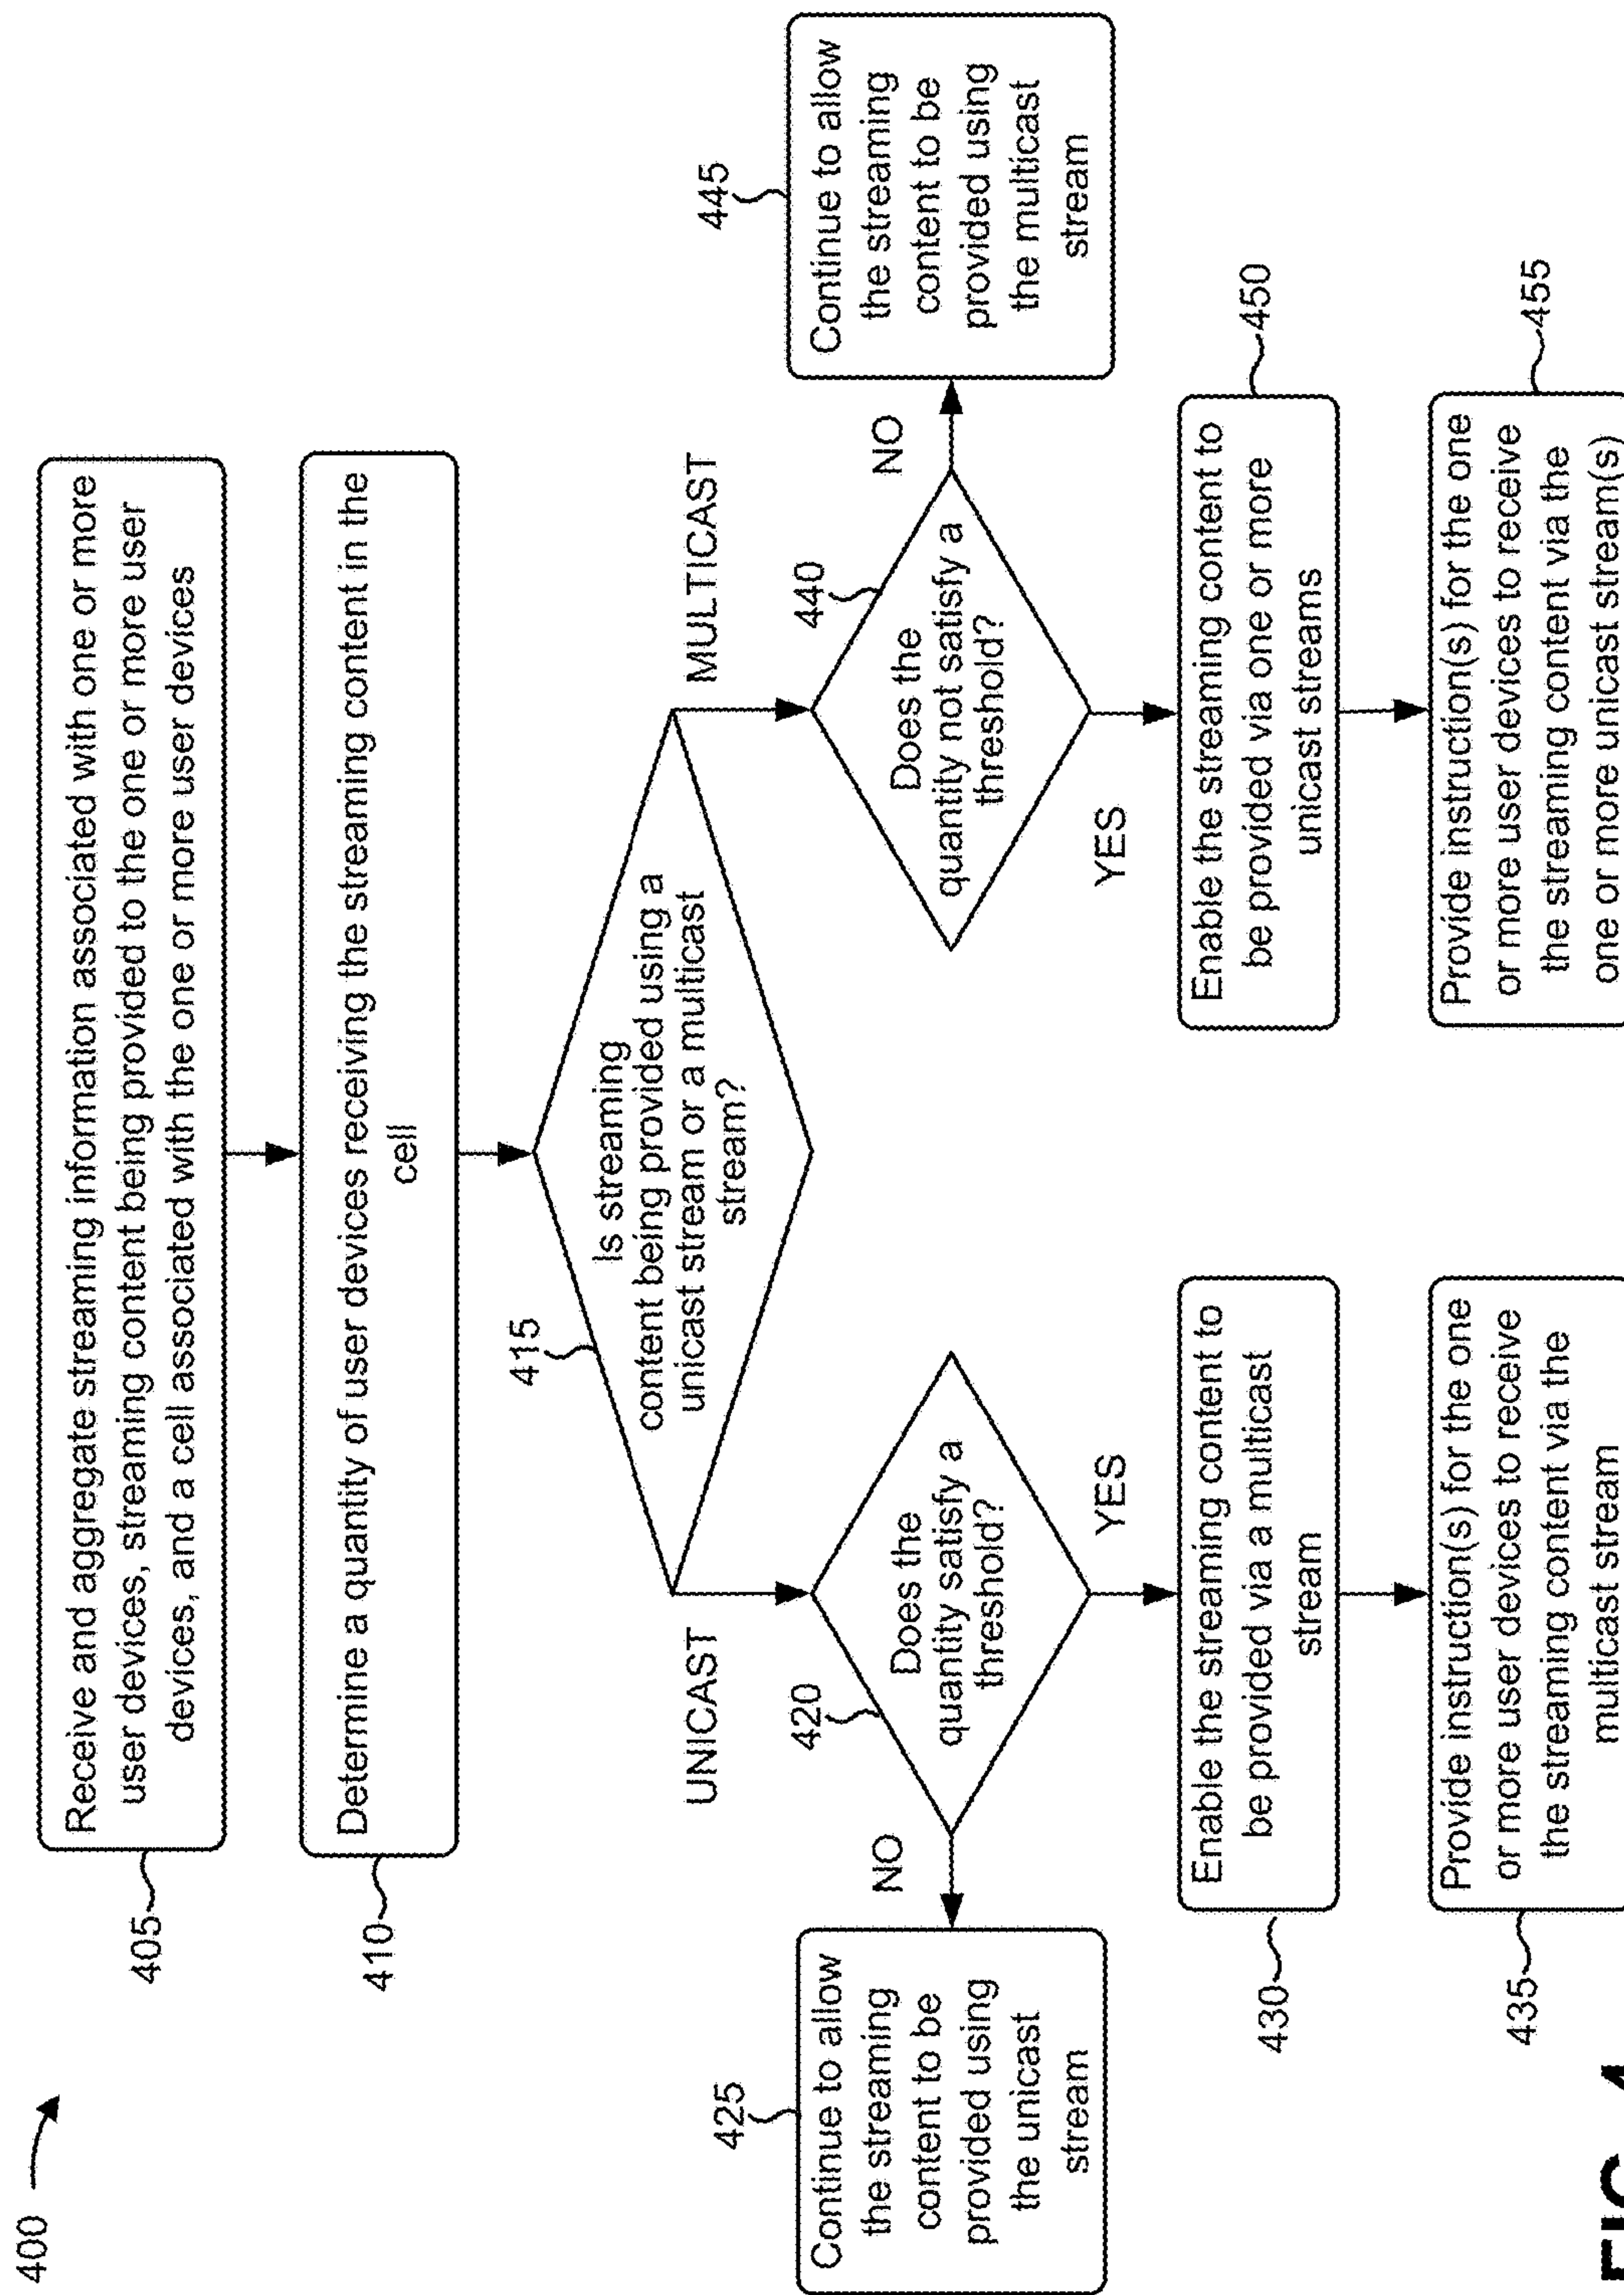 400
405
Receive and aggregate streaming information associated with one or more
user devices, streaming content being provided to the one or more user
devices, and a cell associated with the one or more user devices
410
Determine a quantity of user devices receiving the streaming content in the
cell
415
Is streaming
content being provided using a
unicast stream or a multicast
stream?
UNICAST
MULTICAST
420
Does the
quantity satisfy a
threshold?
NO
YES
425
Continue to allow
the streaming
content to be
provided using
the unicast
stream
430
Enable the streaming content to
be provided via a multicast
stream
435
Provide instruction(s) for the one
or more user devices to receive
the streaming content via the
multicast stream
440
Does the
quantity not satisfy a
threshold?
NO
YES
445
Continue to allow
the streaming
content to be
provided using
the multicast
stream
450
Enable the streaming content to
be provided via one or more
unicast streams
455
Provide instruction(s) for the one
or more user devices to receive
the streaming content via the
one or more unicast stream(s)
FIG. 4